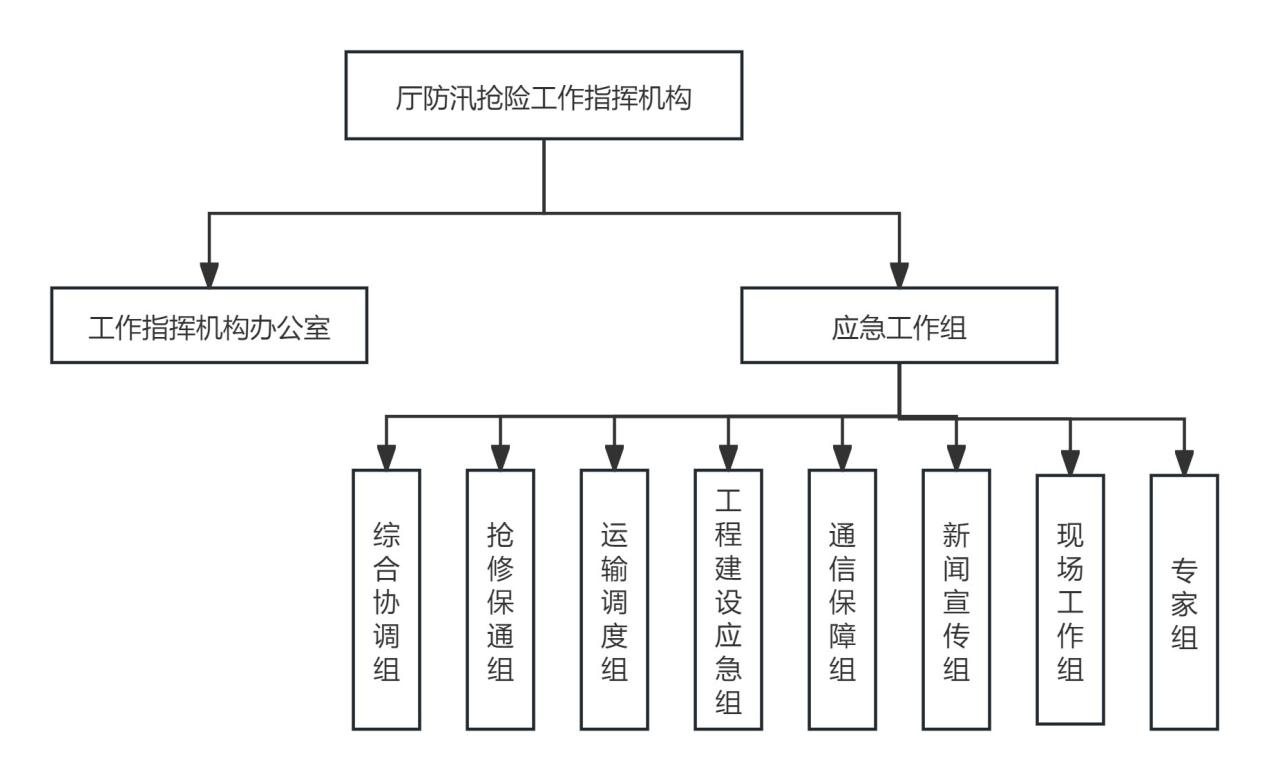 厅防汛抢险工作指挥机构
工作指挥机构办公室
应急工作组
综合协调组
抢修保通组
运输调度组
工程建设应急组
通信保障组
新闻宣传组
现场工作组
专家组